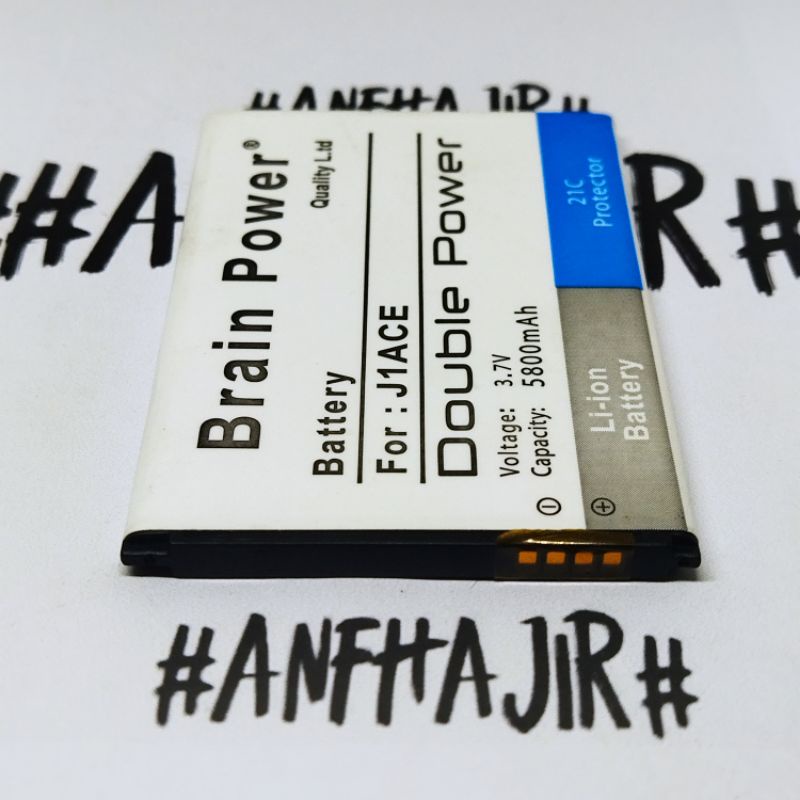 #ANFHAJIR#
##A
R#
Brain Power®
Quality L.td
Battery
For: J1ACE
Double Power
Voltage: 3.7V
Capacity: 5800mAh
⊖
⊕
21C
Protector
Li-ion
Battery
#ANFHAJIR#